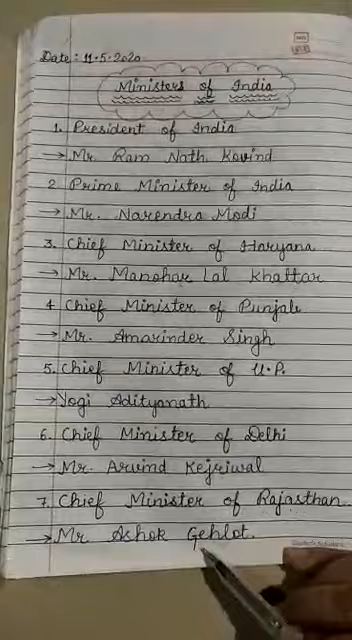 Date : 11.5.2020
Ministers of India
1. President of India
→ Mr. Ram Nath Kovind
2. Prime Minister of India
→ Mr. Narendra Modi
3. Chief Minister of Haryana
→ Mr. Manohar Lal Khattar
4. Chief Minister of Punjab
→ Mr. Amarinder Singh
5. Chief Minister of U.P.
→ Yogi Adityanath
6. Chief Minister of Delhi
→ Mr. Arvind Kejriwal
7. Chief Minister of Rajasthan
→ Mr Ashok Gehlot.